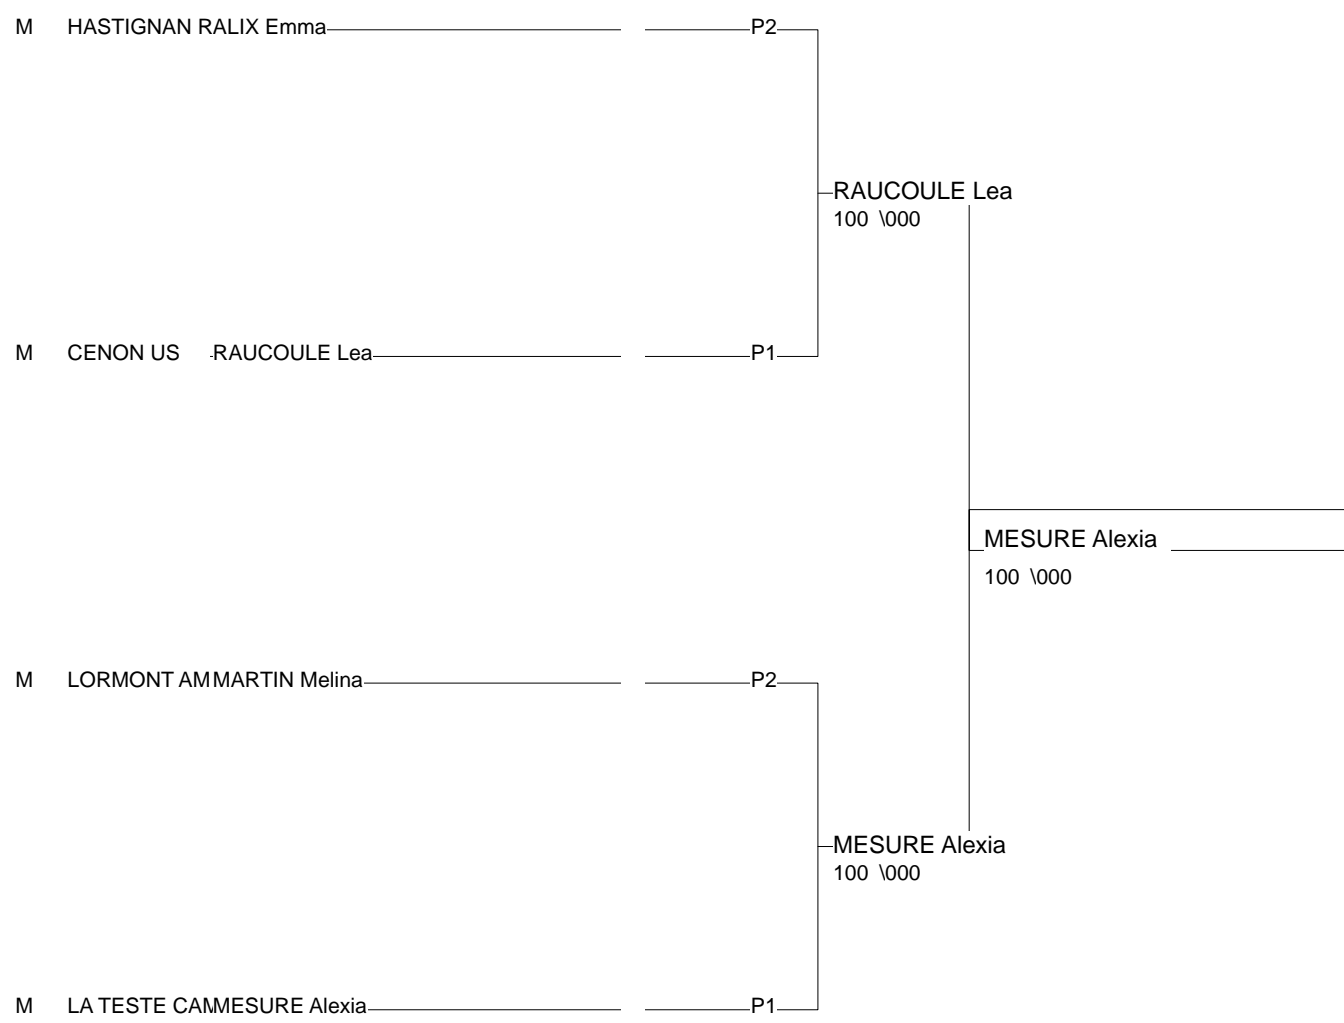 M HASTIGNAN RALIX Emma P2
RAUCOULE Lea
100 \000
M CENON US RAUCOULE Lea P1
MESURE Alexia
100 \000
M LORMONT AM MARTIN Melina P2
MESURE Alexia
100 \000
M LA TESTE CAM MESURE Alexia P1